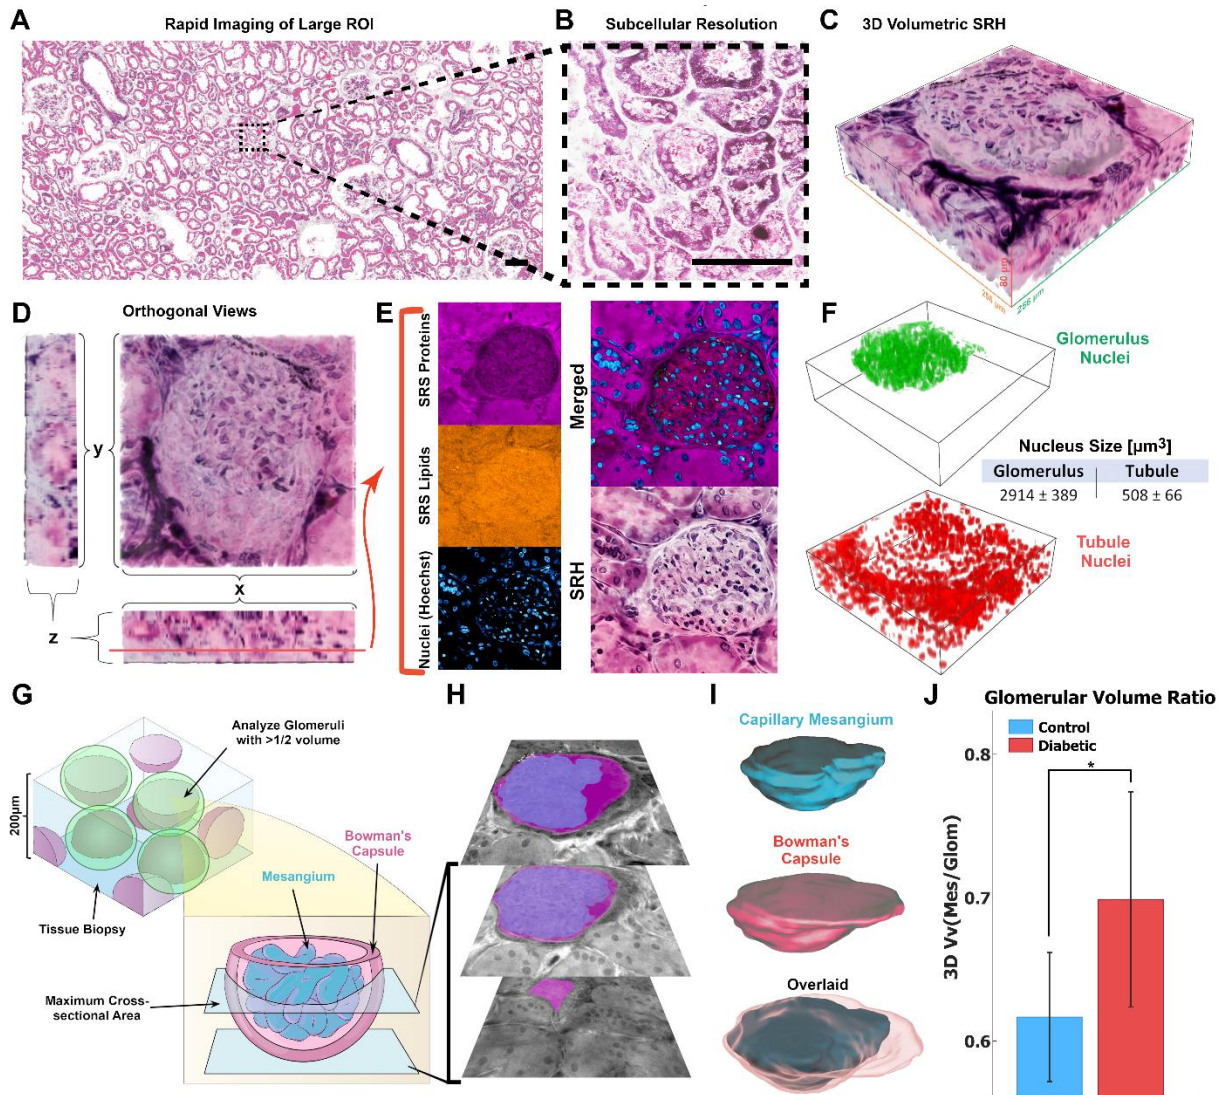 A
Rapid Imaging of Large ROI
B
Subcellular Resolution
C
3D Volumetric SRH
80 µm
256 µm
256 µm
D
Orthogonal Views
y
x
z
E
SRS Proteins
SRS Lipids
Nuclei (Hoechst)
Merged
SRH
F
Glomerulus
Nuclei
Nucleus Size [µm³]
Glomerulus Tubule
2914 ± 389 508 ± 66
Tubule
Nuclei
G
Analyze Glomeruli
with >1/2 volume
200µm
Bowman's
Capsule
Mesangium
Tissue Biopsy
Maximum Cross-
sectional Area
H
I
Capillary Mesangium
Bowman's
Capsule
Overlaid
J
Glomerular Volume Ratio
Control
Diabetic
*
3D Vv(Mes/Glom)
0.8
0.7
0.6